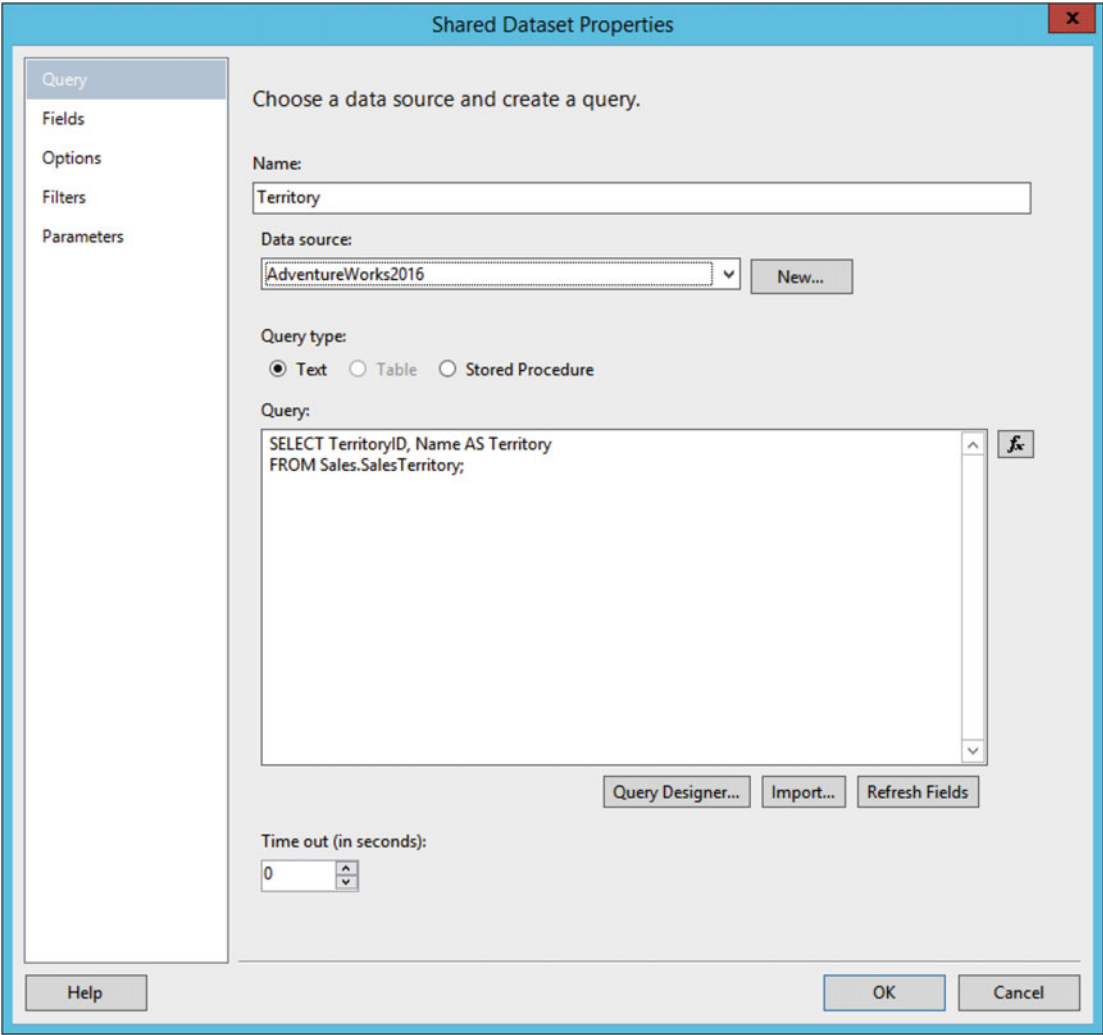 Shared Dataset Properties
x
Query
Fields
Options
Filters
Parameters
Choose a data source and create a query.
Name:
Territory
Data source:
AdventureWorks2016
New...
Query type:
Text
Table
Stored Procedure
Query:
SELECT TerritoryID, Name AS Territory
FROM Sales.SalesTerritory;
fx
Query Designer...
Import...
Refresh Fields
Time out (in seconds):
0
Help
OK
Cancel